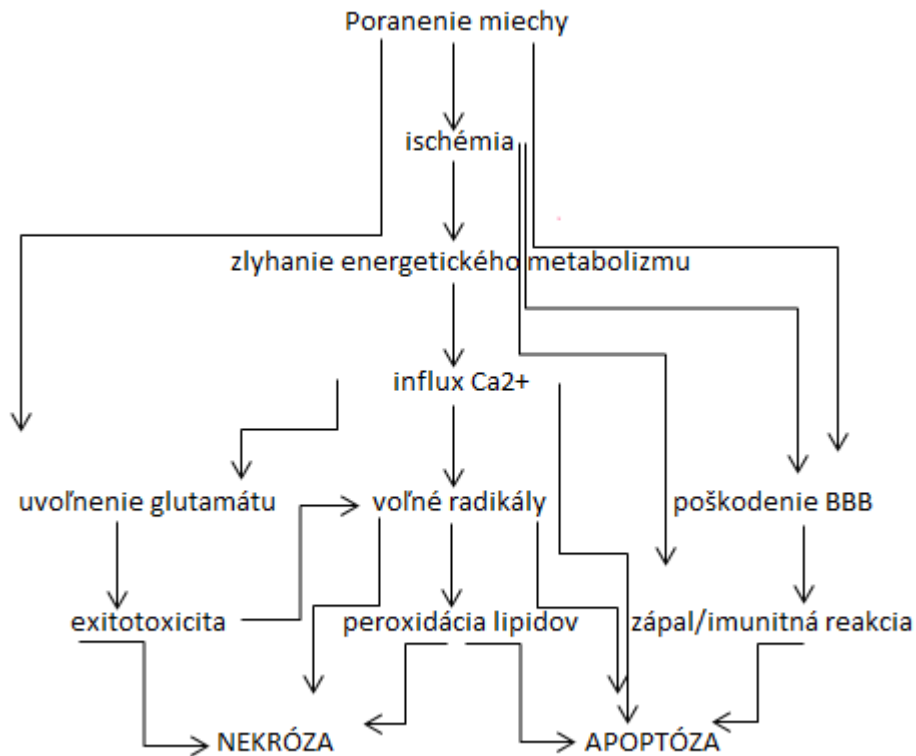 Poranenie miechy
ischémia
zlyhanie energetického metabolizmu
influx Ca2+
uvoľnenie glutamátu
voľné radikály
poškodenie BBB
exitotoxicita
peroxidácia lipidov
zápal/imunitná reakcia
NEKRÓZA
APOPTÓZA